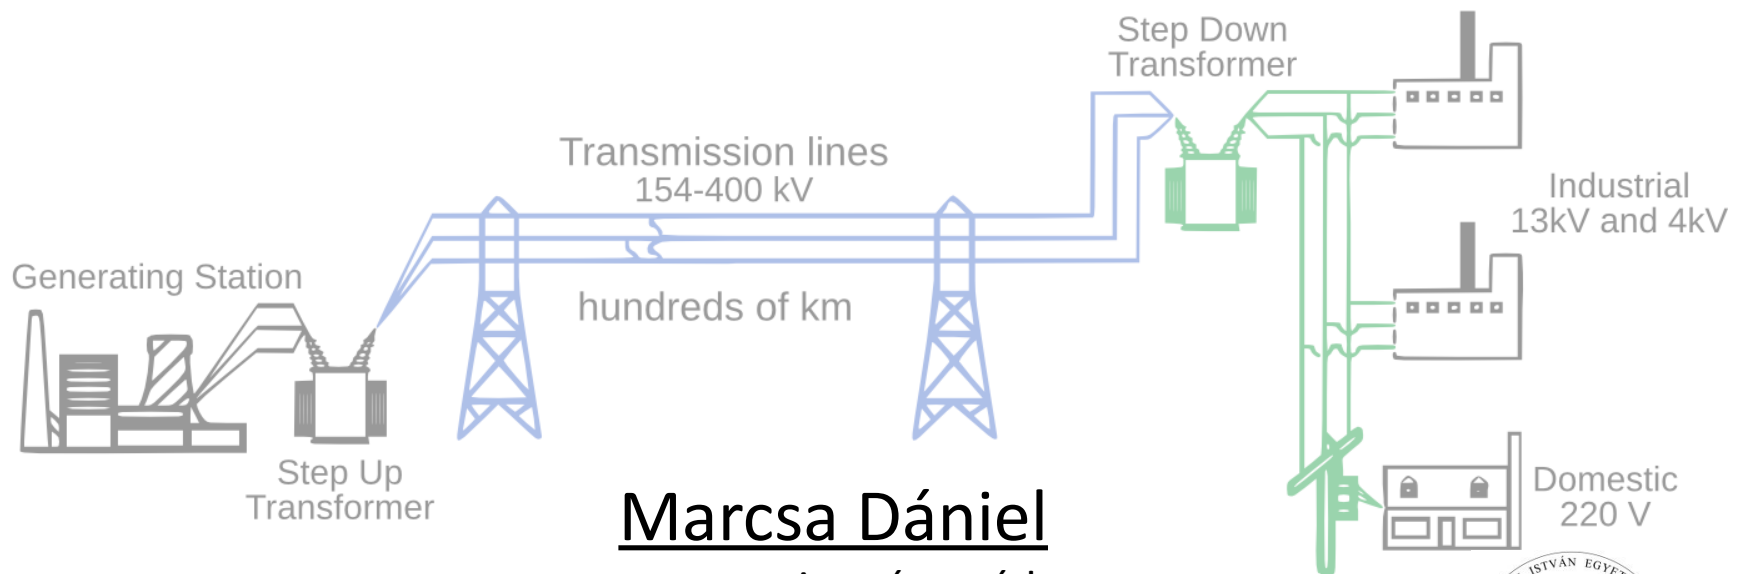 Step Down
Transformer
Transmission lines
154-400 kV
Industrial
13kV and 4kV
Generating Station
hundreds of km
Step Up
Transformer
Domestic
220 V
Marcsa Dániel
ISTVÁN